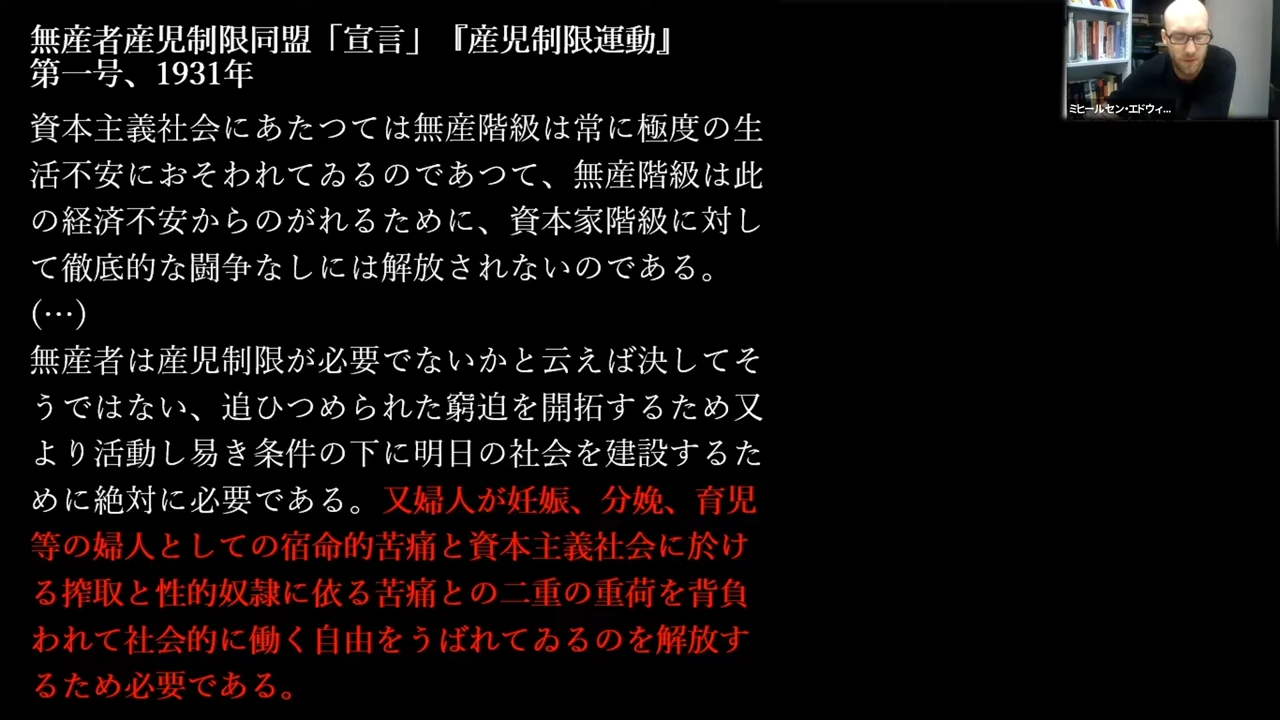 無産者産児制限同盟「宣言」『産児制限運動』
第一号、1931年
ミヒールセン・エドウィ...
資本主義社会にあたつては無産階級は常に極度の生
活不安におそわれてゐるのであつて、無産階級は此
の経済不安からのがれるために、資本家階級に対し
て徹底的な闘争なしには解放されないのである。
(…)
無産者は産児制限が必要でないかと云えば決してそ
うではない、追ひつめられた窮迫を開拓するため又
より活動し易き条件の下に明日の社会を建設するた
めに絶対に必要である。又婦人が妊娠、分娩、育児
等の婦人としての宿命的苦痛と資本主義社会に於け
る搾取と性的奴隷に依る苦痛との二重の重荷を背負
われて社会的に働く自由をうばれてゐるのを解放す
るため必要である。